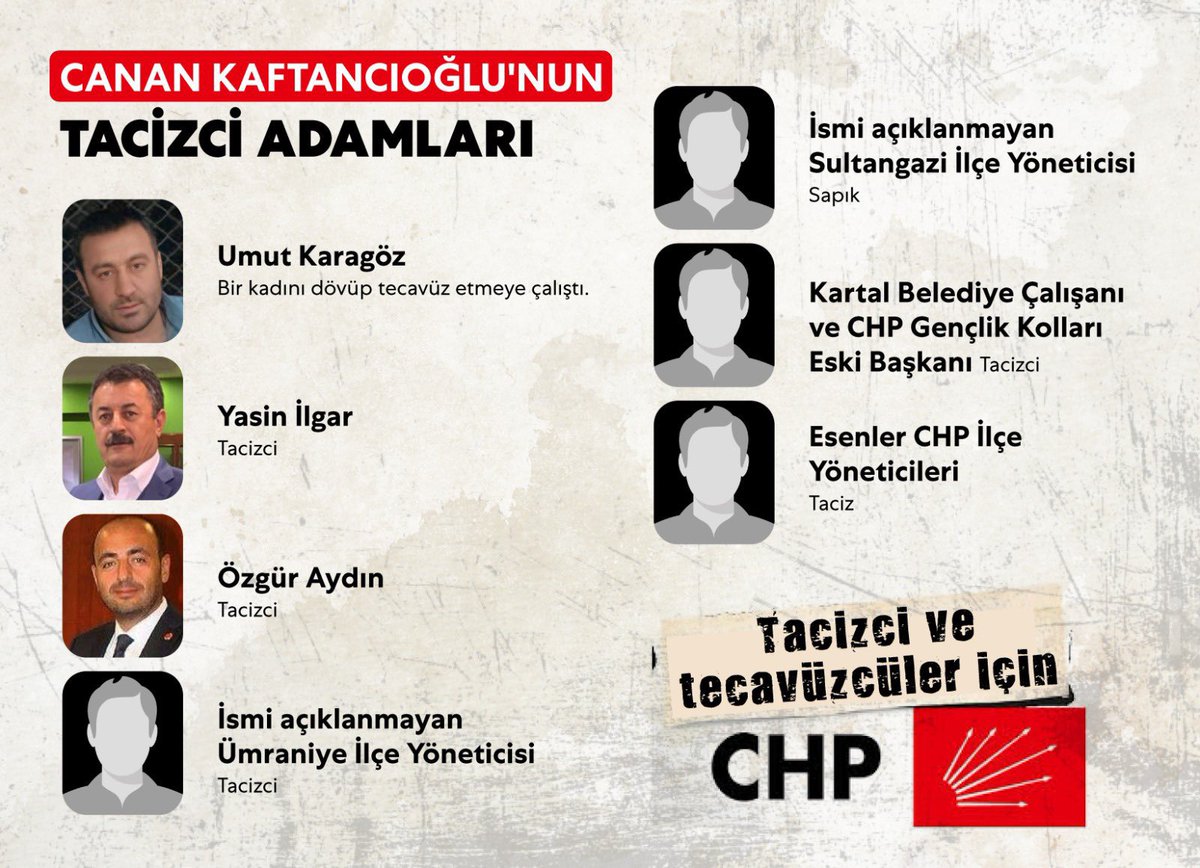 CANAN KAFTANCIOĞLU'NUN
TACİZCİ ADAMLARI
Umut Karagöz
Bir kadını dövüp tecavüz etmeye çalıştı.
Yasin İlgar
Tacizci
Özgür Aydın
Tacizci
İsmi açıklanmayan
Ümraniye İlçe Yöneticisi
Tacizci
İsmi açıklanmayan
Sultangazi İlçe Yöneticisi
Sapık
Kartal Belediye Çalışanı
ve CHP Gençlik Kolları
Eski Başkanı Tacizci
Esenler CHP İlçe
Yöneticileri
Taciz
Tacizci ve
tecavüzcüler için
CHP